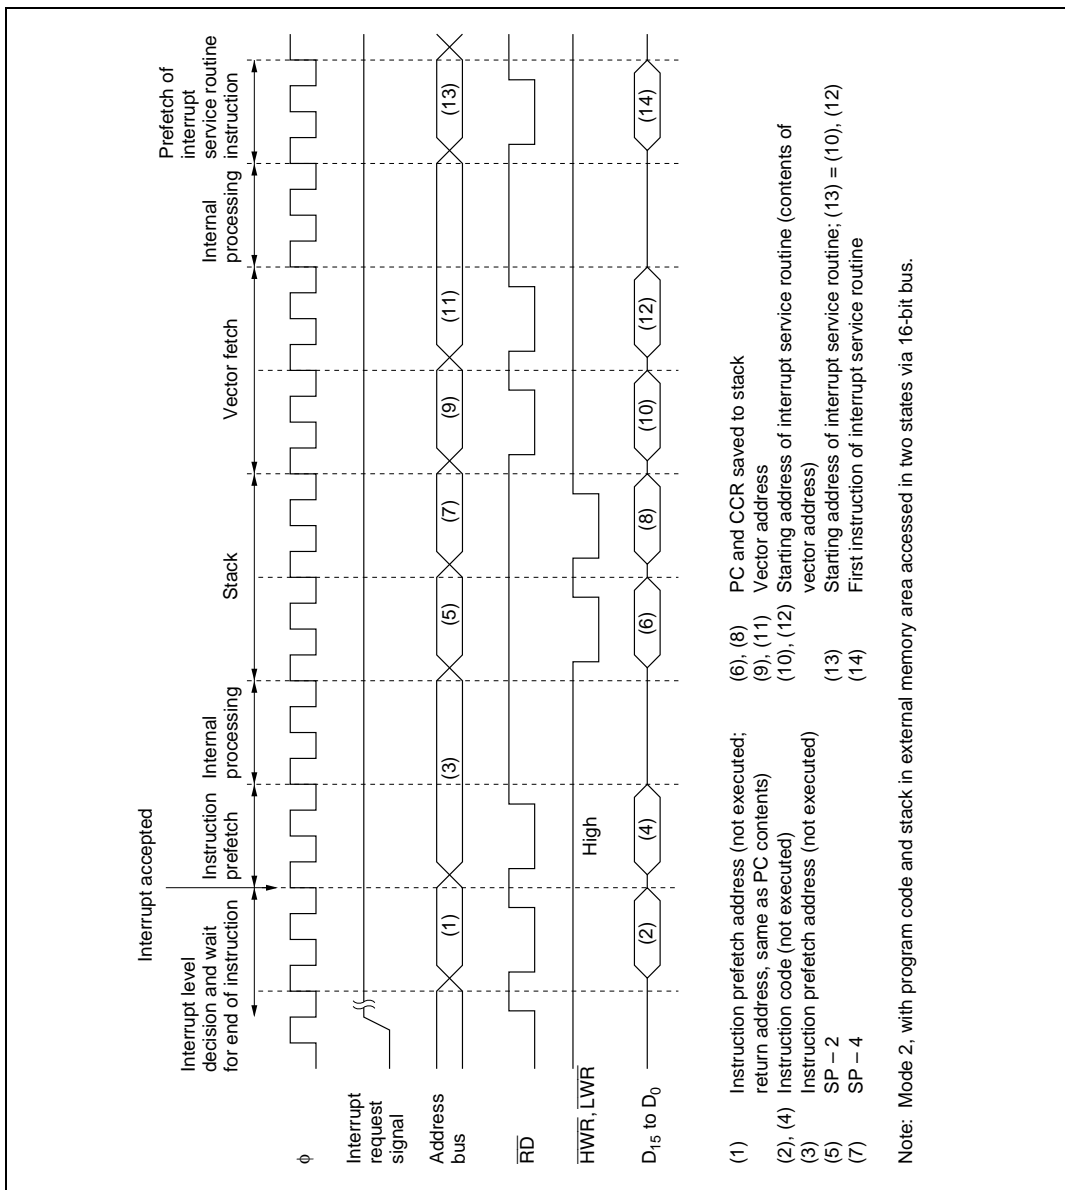 Interrupt accepted
Interrupt level
decision and wait
for end of instruction
Instruction
prefetch
Internal
processing
Stack
Vector fetch
Internal
processing
Prefetch of
interrupt
service routine
instruction
φ
Interrupt
request
signal
Address
bus
(1)
(3)
(5)
(7)
(9)
(11)
(13)
RD
HWR, LWR
High
D15 to D0
(2)
(4)
(6)
(8)
(10)
(12)
(14)
(1) Instruction prefetch address (not executed;
return address, same as PC contents)
(2), (4) Instruction code (not executed)
(3) Instruction prefetch address (not executed)
(5) SP – 2
(7) SP – 4
(6), (8) PC and CCR saved to stack
(9), (11) Vector address
(10), (12) Starting address of interrupt service routine (contents of
vector address)
(13) Starting address of interrupt service routine; (13) = (10), (12)
(14) First instruction of interrupt service routine
Note: Mode 2, with program code and stack in external memory area accessed in two states via 16-bit bus.